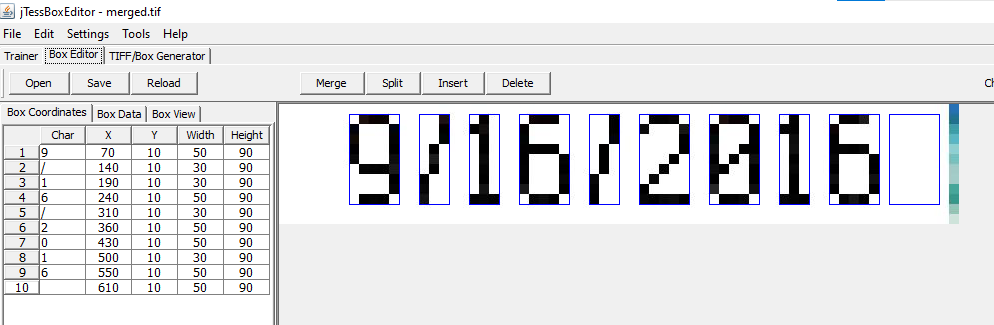 jTessBoxEditor - merged.tif
File Edit Settings Tools Help
Trainer Box Editor TIFF/Box Generator
Open Save Reload Merge Split Insert Delete Ch
Box Coordinates Box Data Box View
Char X Y Width Height
1 9 70 10 50 90
2 / 140 10 30 90
3 1 190 10 30 90
4 6 240 10 50 90
5 / 310 10 30 90
6 2 360 10 50 90
7 0 430 10 50 90
8 1 500 10 30 90
9 6 550 10 50 90
10 610 10 50 90
9/16/2016